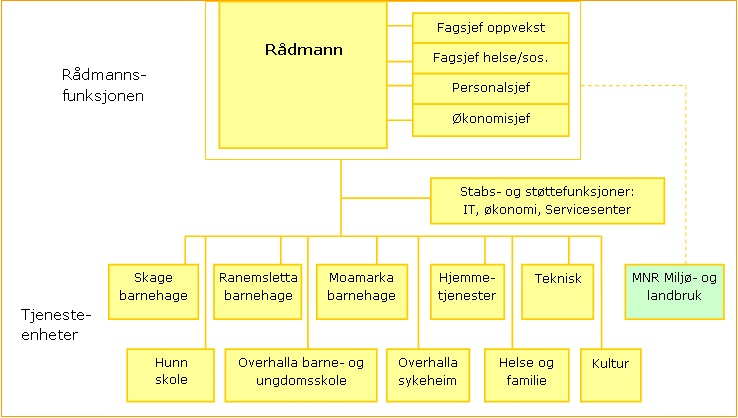 Rådmanns-
funksjonen
Rådmann
Fagsjef oppvekst
Fagsjef helse/sos.
Personalsjef
Økonomisjef
Stabs- og støttefunksjoner:
IT, økonomi, Servicesenter
Tjeneste-
enheter
Skage
barnehage
Ranemsletta
barnehage
Moamarka
barnehage
Hjemme-
tjenester
Teknisk
MNR Miljø- og
landbruk
Hunn
skole
Overhalla barne- og
ungdomsskole
Overhalla
sykeheim
Helse og
familie
Kultur